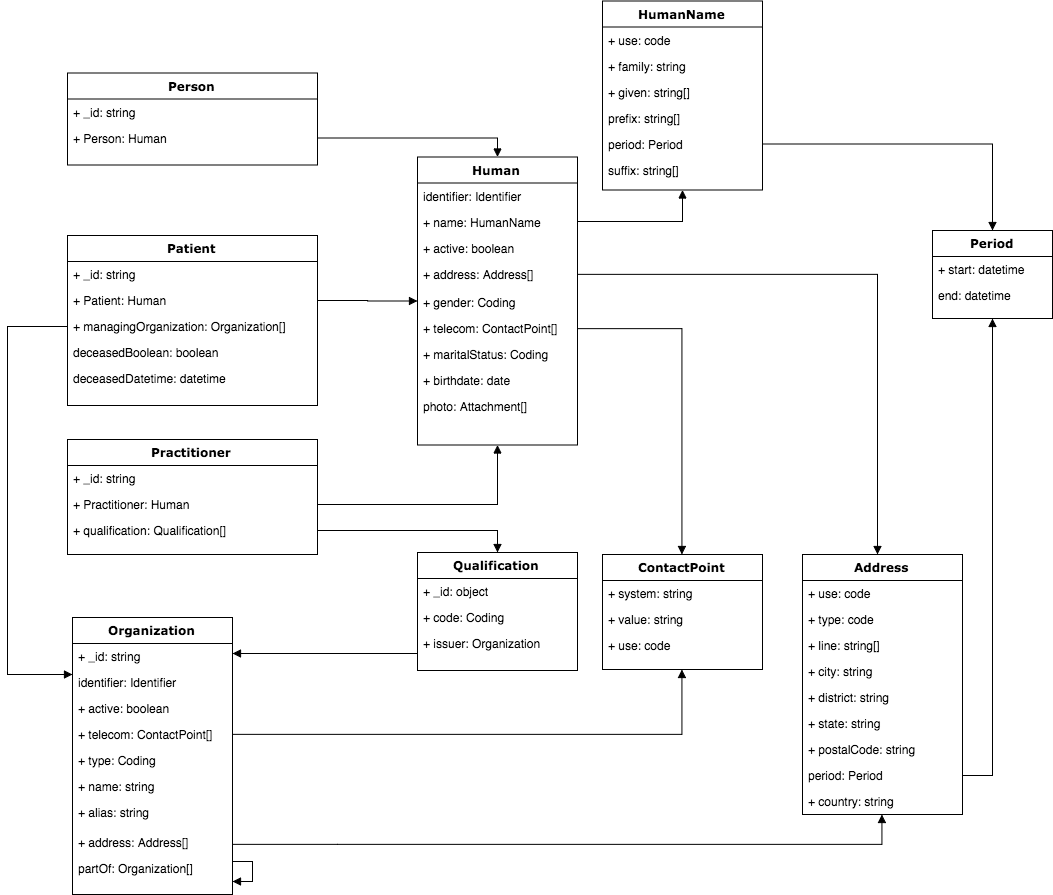 HumanName
+ use: code
+ family: string
+ given: string[]
prefix: string[]
period: Period
suffix: string[]
Person
+ _id: string
+ Person: Human
Human
identifier: Identifier
+ name: HumanName
+ active: boolean
+ address: Address[]
+ gender: Coding
+ telecom: ContactPoint[]
+ maritalStatus: Coding
+ birthdate: date
photo: Attachment[]
Period
+ start: datetime
end: datetime
Patient
+ _id: string
+ Patient: Human
+ managingOrganization: Organization[]
deceasedBoolean: boolean
deceasedDatetime: datetime
Practitioner
+ _id: string
+ Practitioner: Human
+ qualification: Qualification[]
Qualification
+ _id: object
+ code: Coding
+ issuer: Organization
ContactPoint
+ system: string
+ value: string
+ use: code
Address
+ use: code
+ type: code
+ line: string[]
+ city: string
+ district: string
+ state: string
+ postalCode: string
period: Period
+ country: string
Organization
+ _id: string
identifier: Identifier
+ active: boolean
+ telecom: ContactPoint[]
+ type: Coding
+ name: string
+ alias: string
+ address: Address[]
partOf: Organization[]